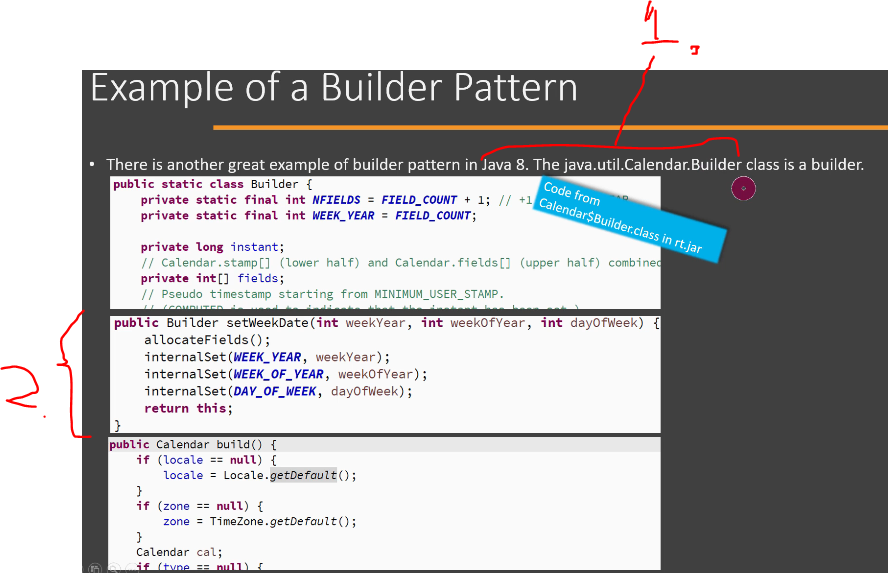 1.
Example of a Builder Pattern
• There is another great example of builder pattern in Java 8. The java.util.Calendar.Builder class is a builder.
public static class Builder {
private static final int NFIELDS = FIELD_COUNT + 1; // +1
private static final int WEEK_YEAR = FIELD_COUNT;
Code from
Calendar$Builder.class in rt.jar
private long instant;
// Calendar.stamp[] (lower half) and Calendar.fields[] (upper half) combined
private int[] fields;
// Pseudo timestamp starting from MINIMUM_USER_STAMP.
2.
public Builder setWeekDate(int weekYear, int weekOfYear, int dayOfWeek) {
allocateFields();
internalSet(WEEK_YEAR, weekYear);
internalSet(WEEK_OF_YEAR, weekOfYear);
internalSet(DAY_OF_WEEK, dayOfWeek);
return this;
}
public Calendar build() {
if (locale == null) {
locale = Locale.getDefault();
}
if (zone == null) {
zone = TimeZone.getDefault();
}
Calendar cal;
if (type == null) {